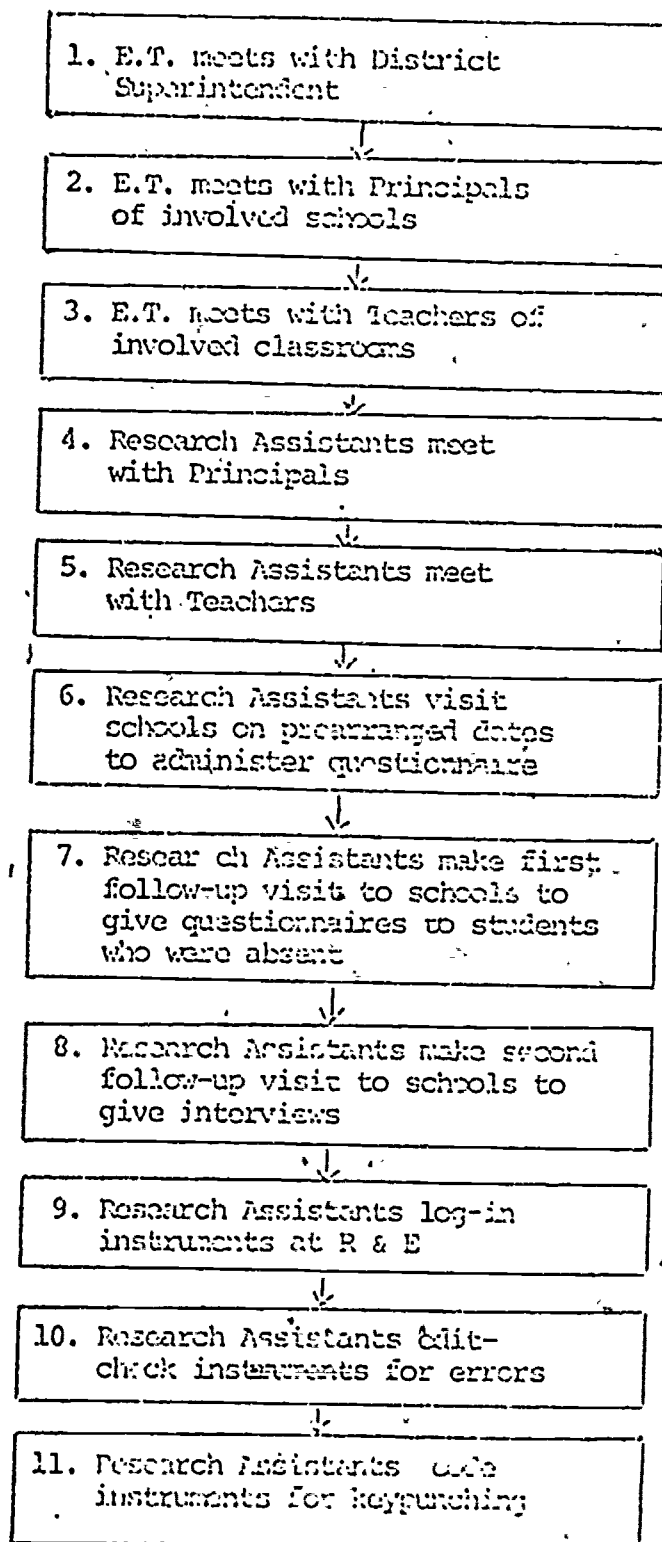 1. E.T. meets with District
Superintendent
2. E.T. meets with Principals
of involved schools
3. E.T. meets with Teachers of
involved classrooms
4. Research Assistants meet
with Principals
5. Research Assistants meet
with Teachers
6. Research Assistants visit
schools on prearranged dates
to administer questionnaire
7. Resear ch Assistants make first
follow-up visit to schools to
give questionnaires to students
who were absent
8. Research Assistants make second
follow-up visit to schools to
give interviews
9. Research Assistants log-in
instruments at R & E
10. Research Assistants edit-
check instruments for errors
11. Research Assistants code
instruments for keypunching